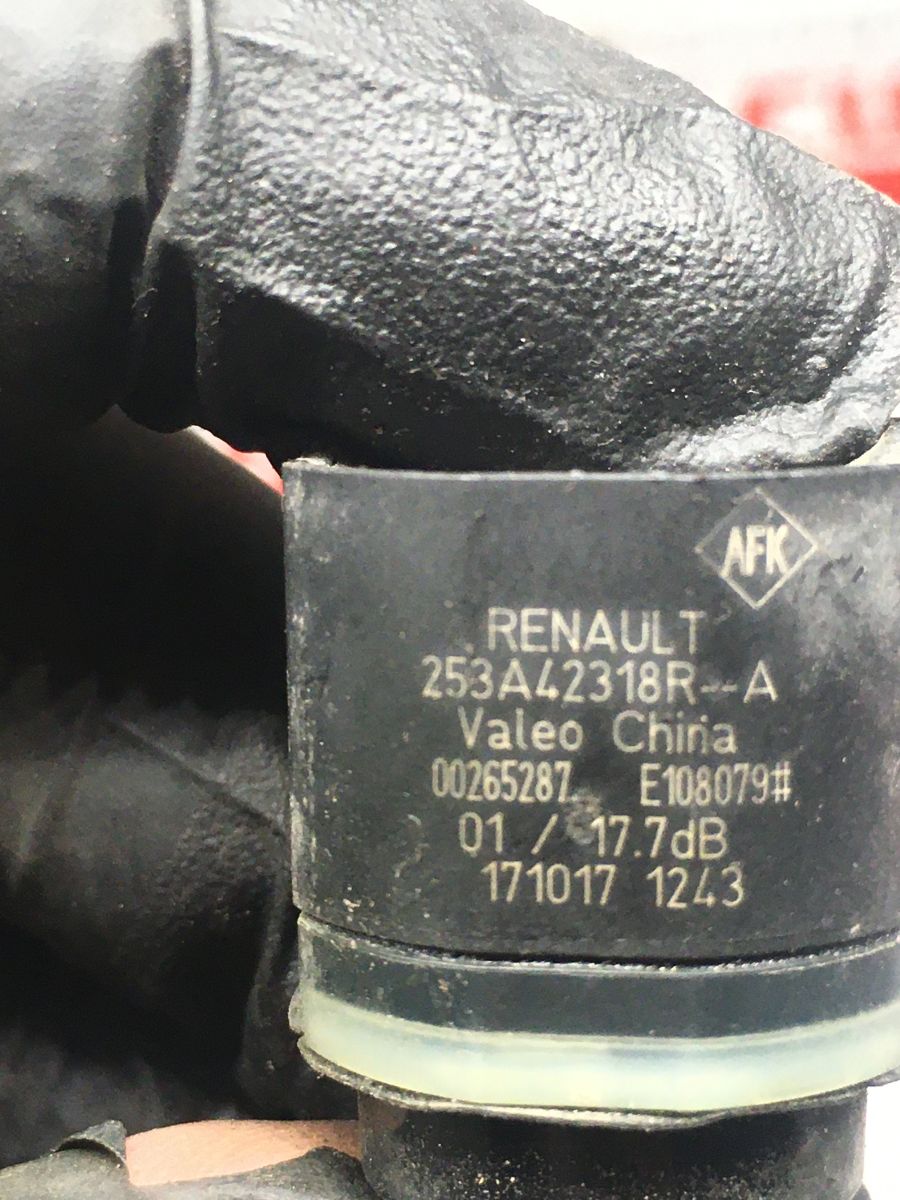 AFK
RENAULT
253A42318R--A
Valeo China
00265287 E108079#
01 / 17.7dB
171017 1243